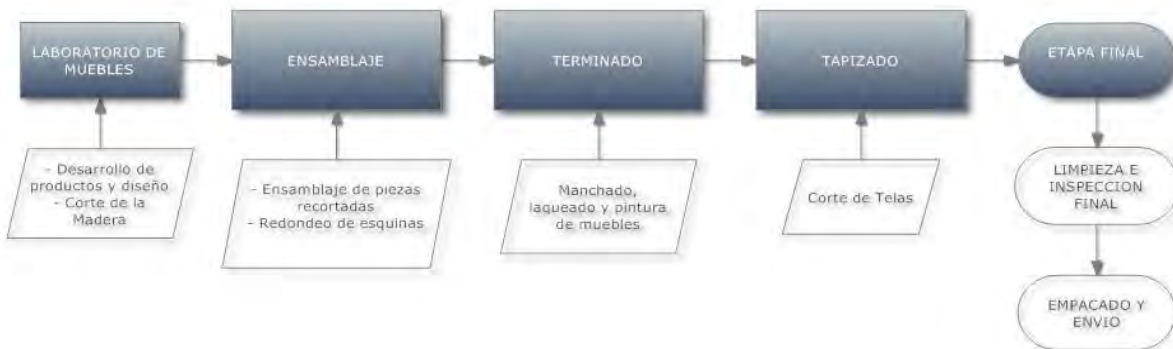 LABORATORIO DE
MUEBLES
ENSAMBLAJE
TERMINADO
TAPIZADO
ETAPA FINAL
- Desarrollo de
productos y diseño
- Corte de la
Madera
- Ensamblaje de piezas
recortadas
- Redondeo de esquinas
Manchado,
laqueado y pintura
de muebles
Corte de Telas
LIMPIEZA E
INSPECCION
FINAL
EMPACADO Y
ENVIO